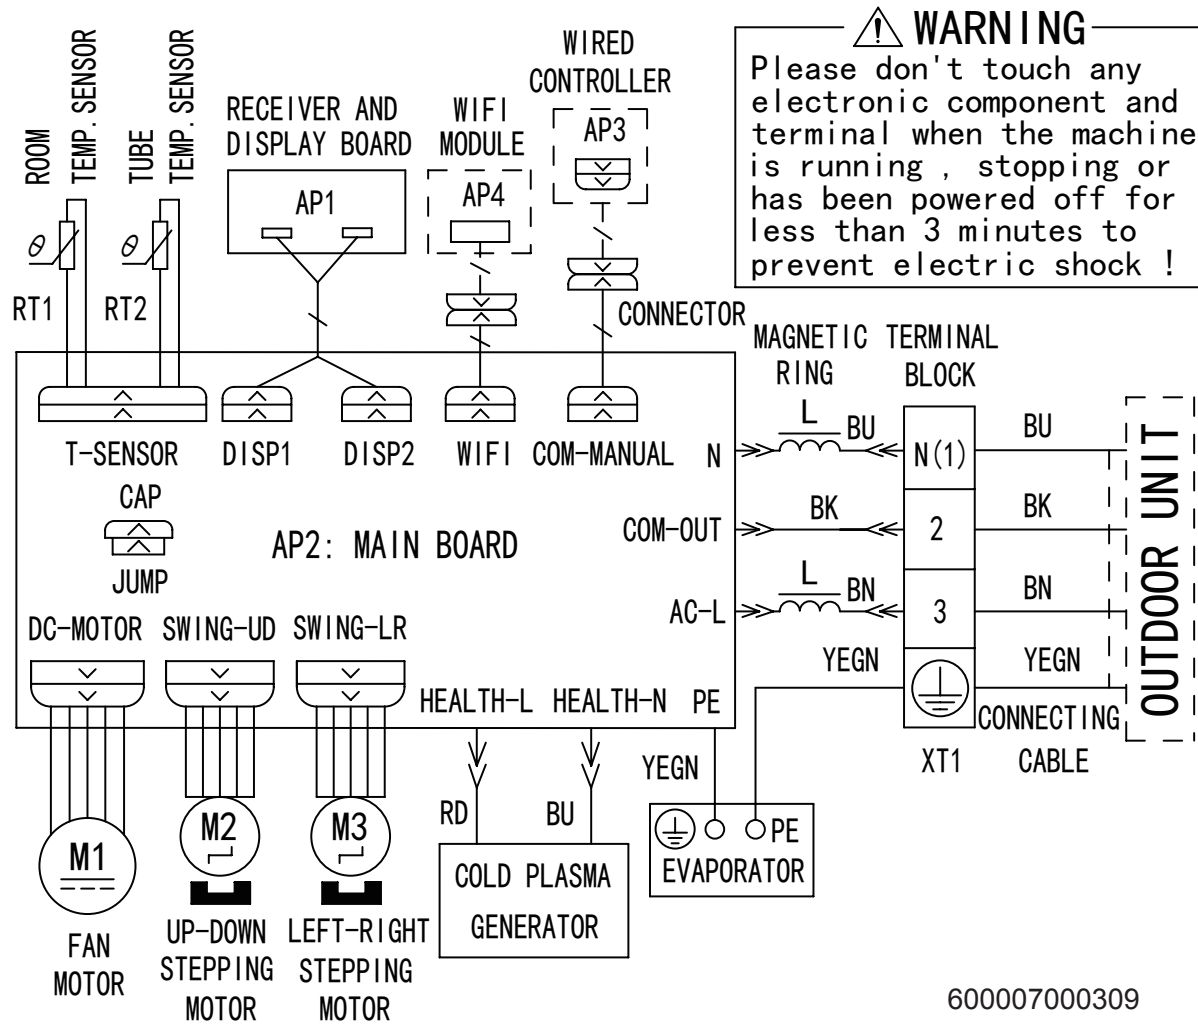 WARNING
Please don't touch any
electronic component and
terminal when the machine
is running , stopping or
has been powered off for
less than 3 minutes to
prevent electric shock !
ROOM
TEMP. SENSOR
TUBE
TEMP. SENSOR
RECEIVER AND
DISPLAY BOARD
WIFI
MODULE
WIRED
CONTROLLER
AP1
AP4
AP3
θ
θ
RT1
RT2
CONNECTOR
MAGNETIC
RING
TERMINAL
BLOCK
T-SENSOR
DISP1
DISP2
WIFI
COM-MANUAL
N
L
BU
N(1)
BU
CAP
JUMP
AP2: MAIN BOARD
COM-OUT
BK
2
BK
AC-L
L
BN
3
BN
OUTDOOR UNIT
DC-MOTOR
SWING-UD
SWING-LR
HEALTH-L
HEALTH-N
PE
YEGN
YEGN
XT1
CONNECTING
CABLE
YEGN
RD
BU
M1
M2
M3
PE
EVAPORATOR
COLD PLASMA
GENERATOR
FAN
MOTOR
UP-DOWN
STEPPING
MOTOR
LEFT-RIGHT
STEPPING
MOTOR
600007000309